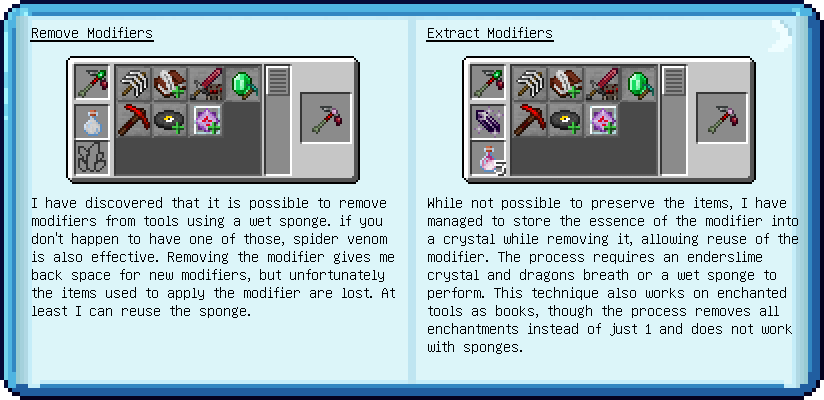 Remove Modifiers
I have discovered that it is possible to remove
modifiers from tools using a wet sponge. if you
don't happen to have one of those, spider venom
is also effective. Removing the modifier gives me
back space for new modifiers, but unfortunately
the items used to apply the modifier are lost. At
least I can reuse the sponge.
Extract Modifiers
5
While not possible to preserve the items, I have
managed to store the essence of the modifier into
a crystal while removing it, allowing reuse of the
modifier. The process requires an enderslime
crystal and dragons breath or a wet sponge to
perform. This technique also works on enchanted
tools as books, though the process removes all
enchantments instead of just 1 and does not work
with sponges.